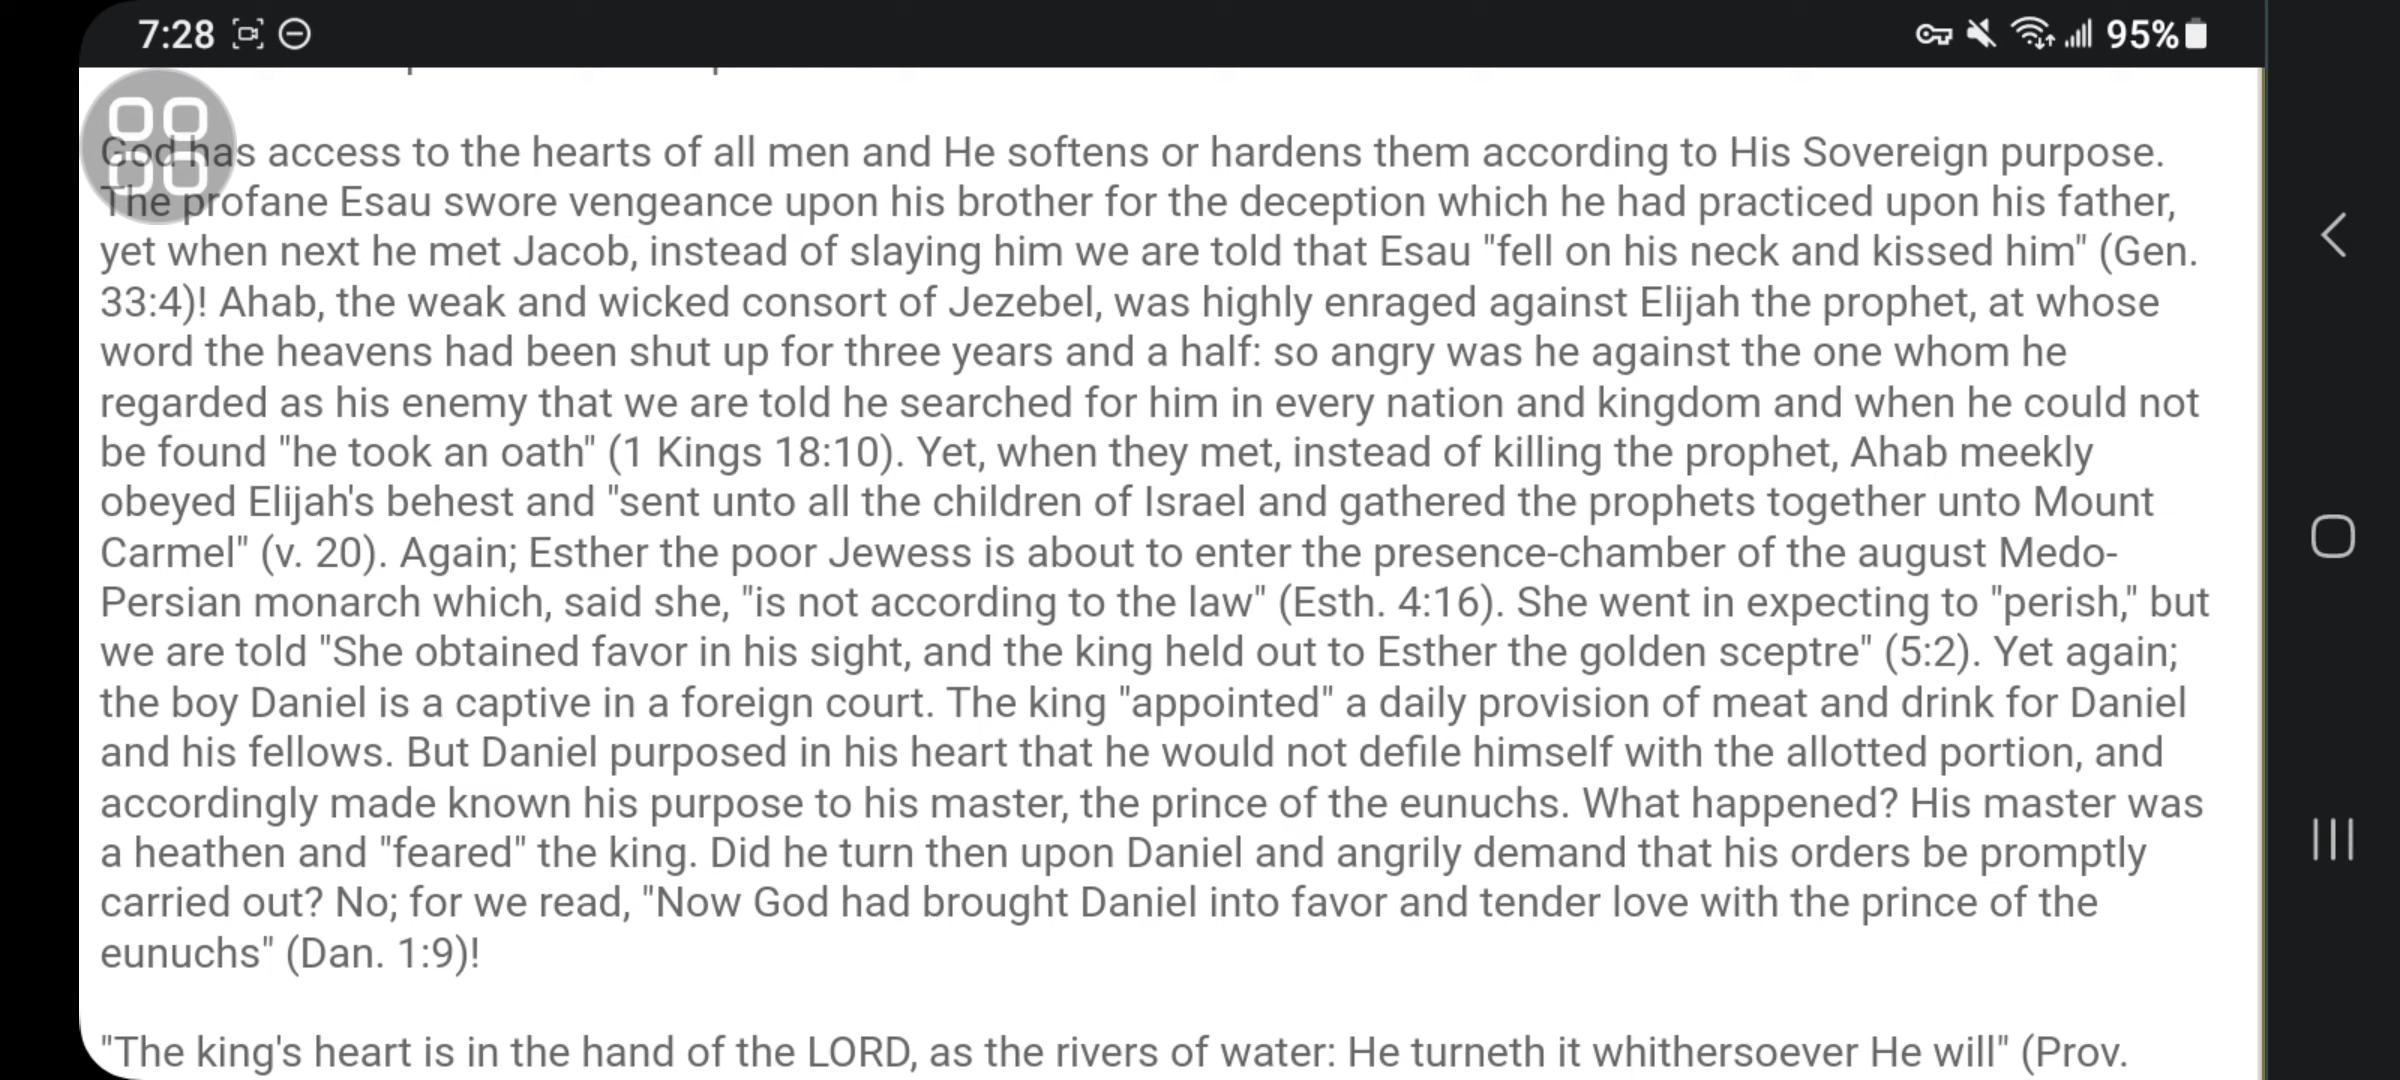 7:28 95%
God has access to the hearts of all men and He softens or hardens them according to His Sovereign purpose.
The profane Esau swore vengeance upon his brother for the deception which he had practiced upon his father,
yet when next he met Jacob, instead of slaying him we are told that Esau "fell on his neck and kissed him" (Gen.
33:4)! Ahab, the weak and wicked consort of Jezebel, was highly enraged against Elijah the prophet, at whose
word the heavens had been shut up for three years and a half: so angry was he against the one whom he
regarded as his enemy that we are told he searched for him in every nation and kingdom and when he could not
be found "he took an oath" (1 Kings 18:10). Yet, when they met, instead of killing the prophet, Ahab meekly
obeyed Elijah's behest and "sent unto all the children of Israel and gathered the prophets together unto Mount
Carmel" (v. 20). Again; Esther the poor Jewess is about to enter the presence-chamber of the august Medo-
Persian monarch which, said she, "is not according to the law" (Esth. 4:16). She went in expecting to "perish," but
we are told "She obtained favor in his sight, and the king held out to Esther the golden sceptre" (5:2). Yet again;
the boy Daniel is a captive in a foreign court. The king "appointed" a daily provision of meat and drink for Daniel
and his fellows. But Daniel purposed in his heart that he would not defile himself with the allotted portion, and
accordingly made known his purpose to his master, the prince of the eunuchs. What happened? His master was
a heathen and "feared" the king. Did he turn then upon Daniel and angrily demand that his orders be promptly
carried out? No; for we read, "Now God had brought Daniel into favor and tender love with the prince of the
eunuchs" (Dan. 1:9)!
"The king's heart is in the hand of the LORD, as the rivers of water: He turneth it whithersoever He will" (Prov.